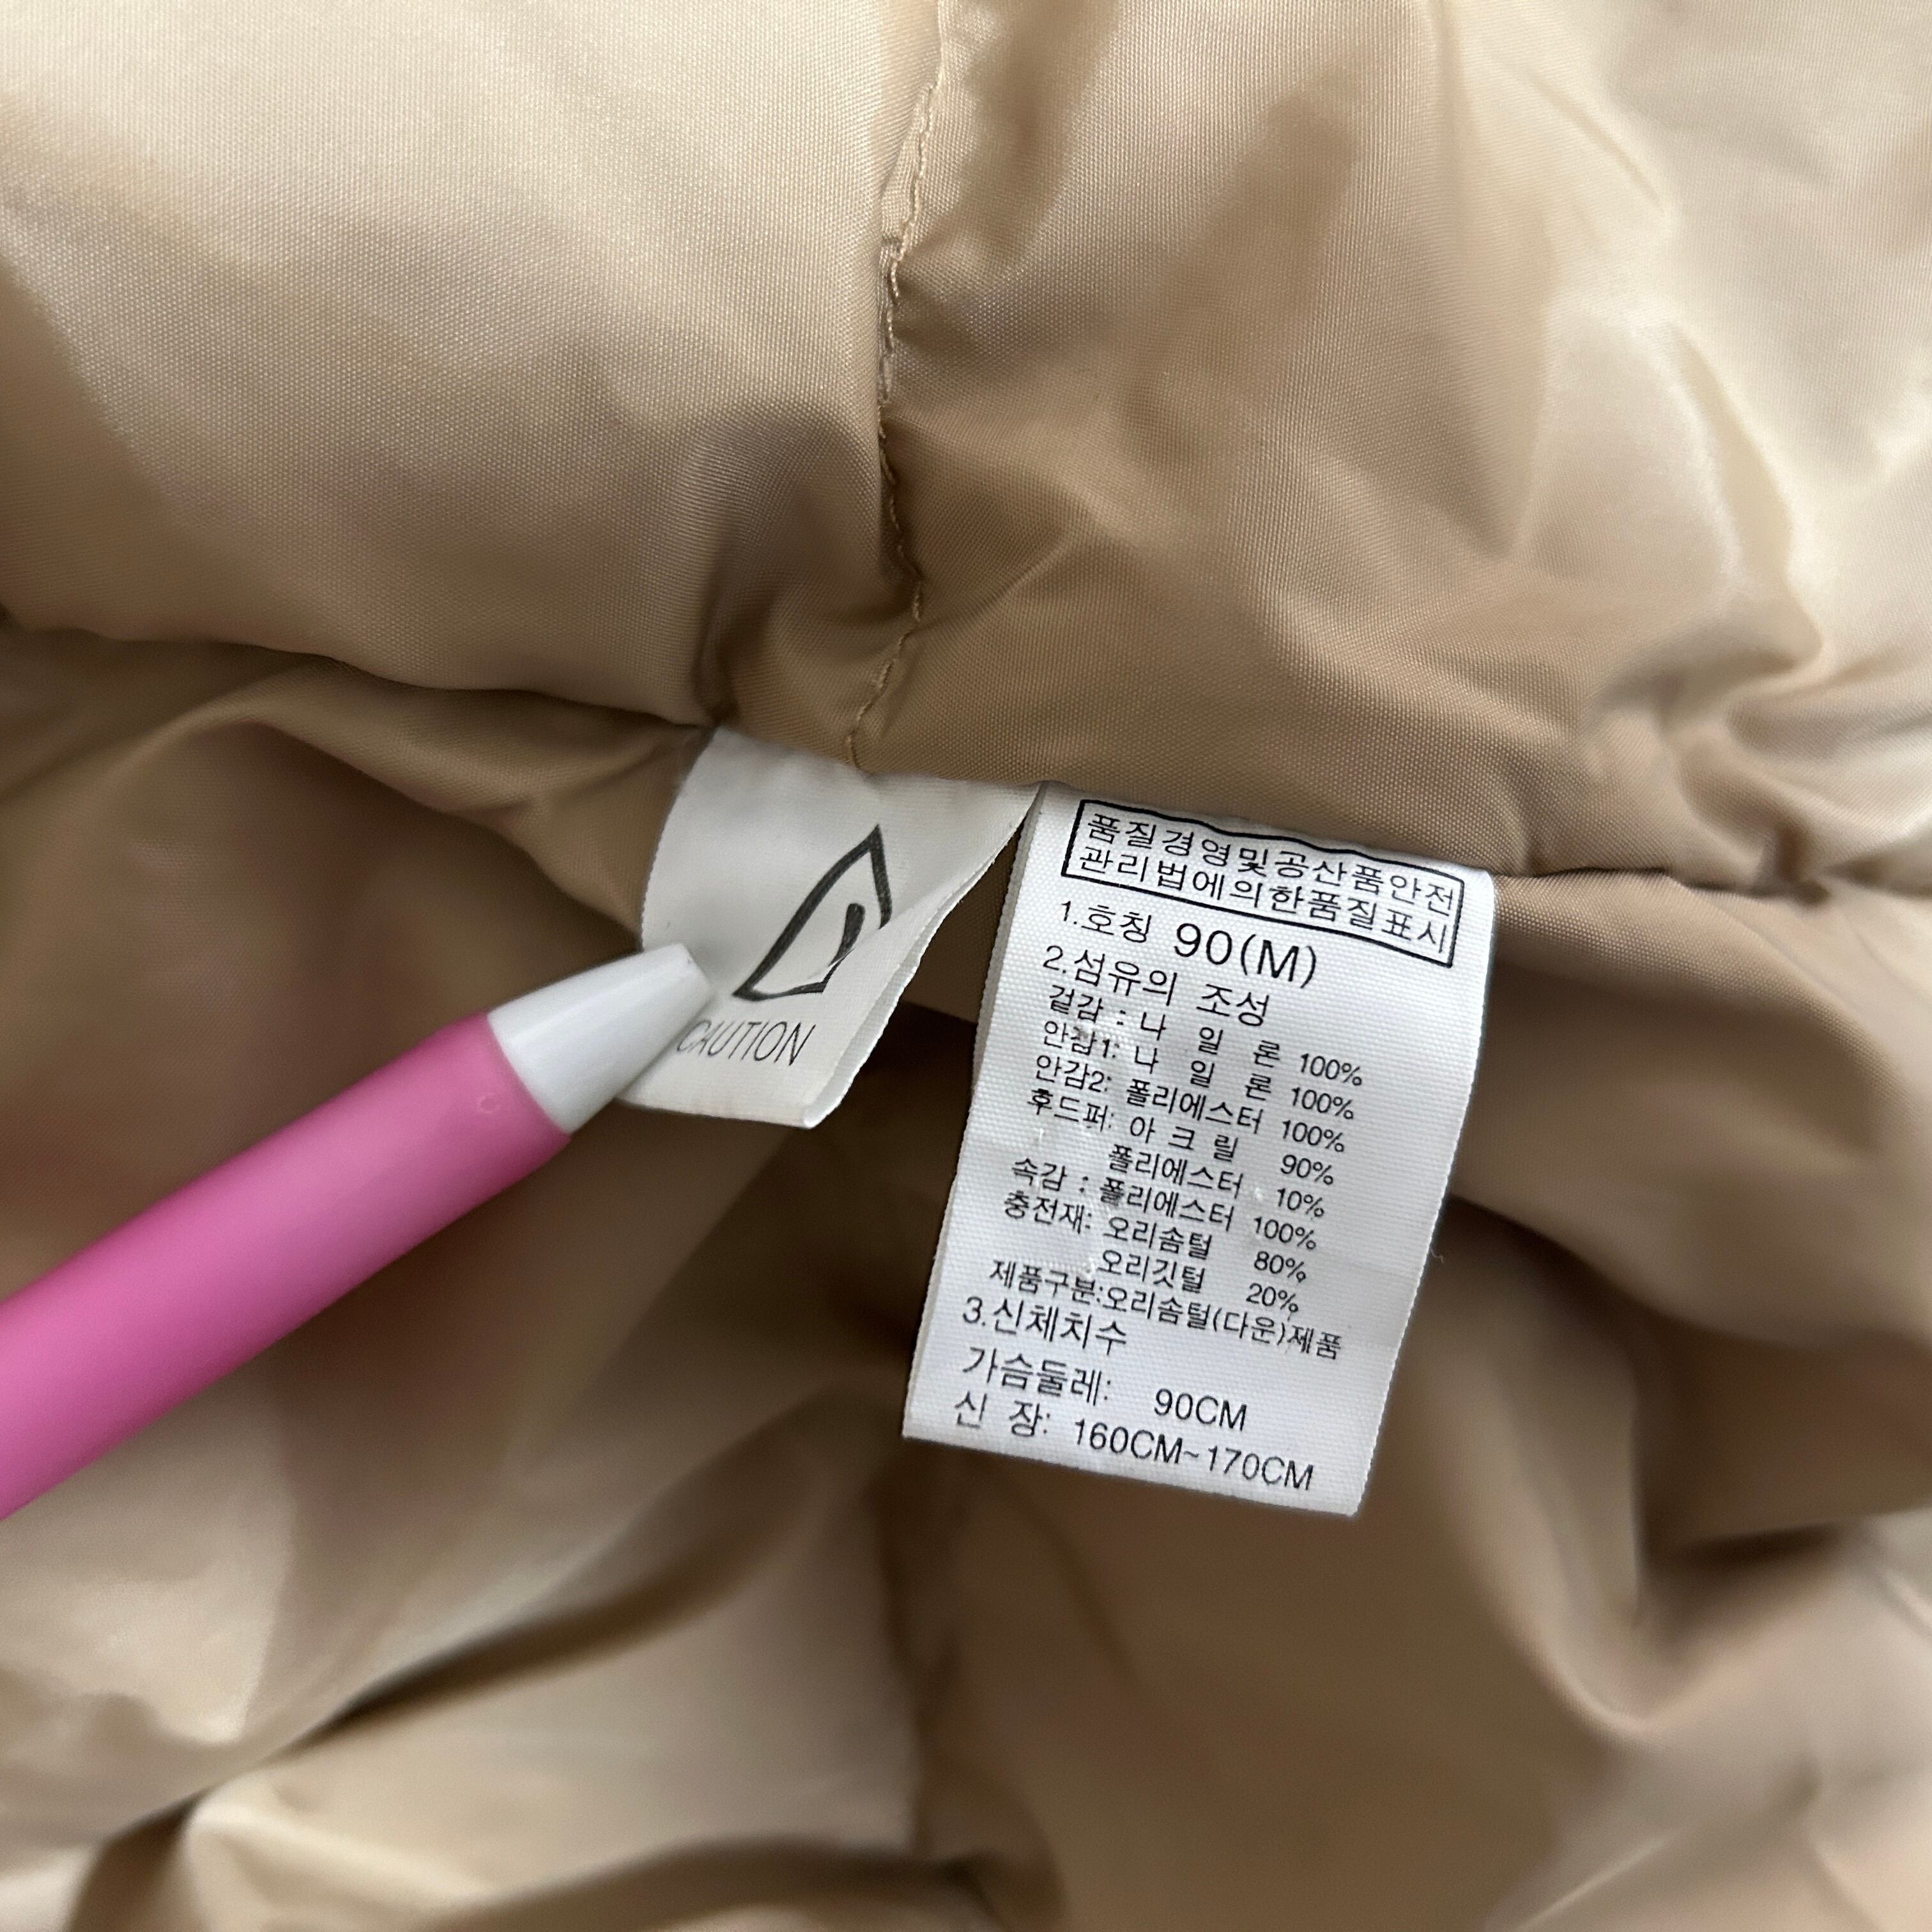 CAUTION
품질경영및공산품안전
관리법에의한품질표시
1.호칭 90(M)
2.섬유의 조성
겉감 : 나 일 론 100%
안감1: 나 일 론 100%
안감2: 폴리에스터 100%
후드퍼: 아 크 릴 90%
폴리에스터 10%
속감 : 폴리에스터 100%
충전재: 오리솜털 80%
오리깃털 20%
제품구분:오리솜털(다운)제품
3.신체치수
가슴둘레: 90CM
신 장: 160CM~170CM